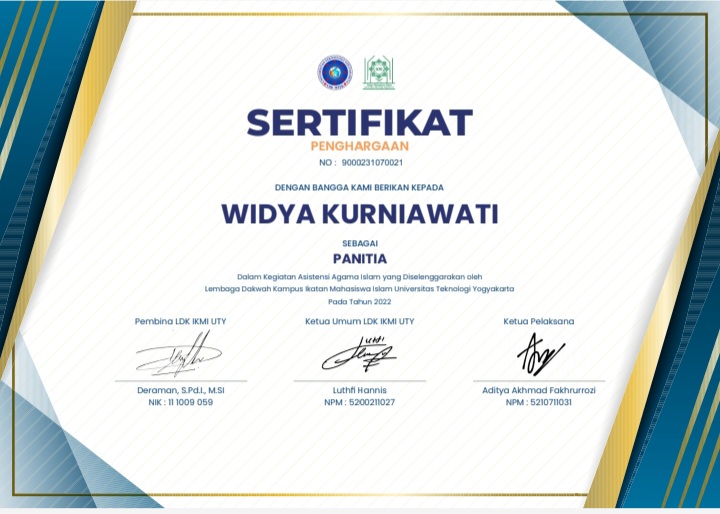 SERTIFIKAT
PENGHARGAAN
NO : 9000231070021
DENGAN BANGGA KAMI BERIKAN KEPADA
WIDYA KURNIAWATI
SEBAGAI
PANITIA
Dalam Kegiatan Asistensi Agama Islam yang Diselenggarakan oleh
Lembaga Dakwah Kampus Ikatan Mahasiswa Islam Universitas Teknologi Yogyakarta
Pada Tahun 2022
Pembina LDK IKMI UTY
Ketua Umum LDK IKMI UTY
Ketua Pelaksana
Deraman, S.Pd.I., M.SI
Luthfi Hannis
Aditya Akhmad Fakhrurrozi
NIK : 11 1009 059
NPM : 5200211027
NPM : 5210711031